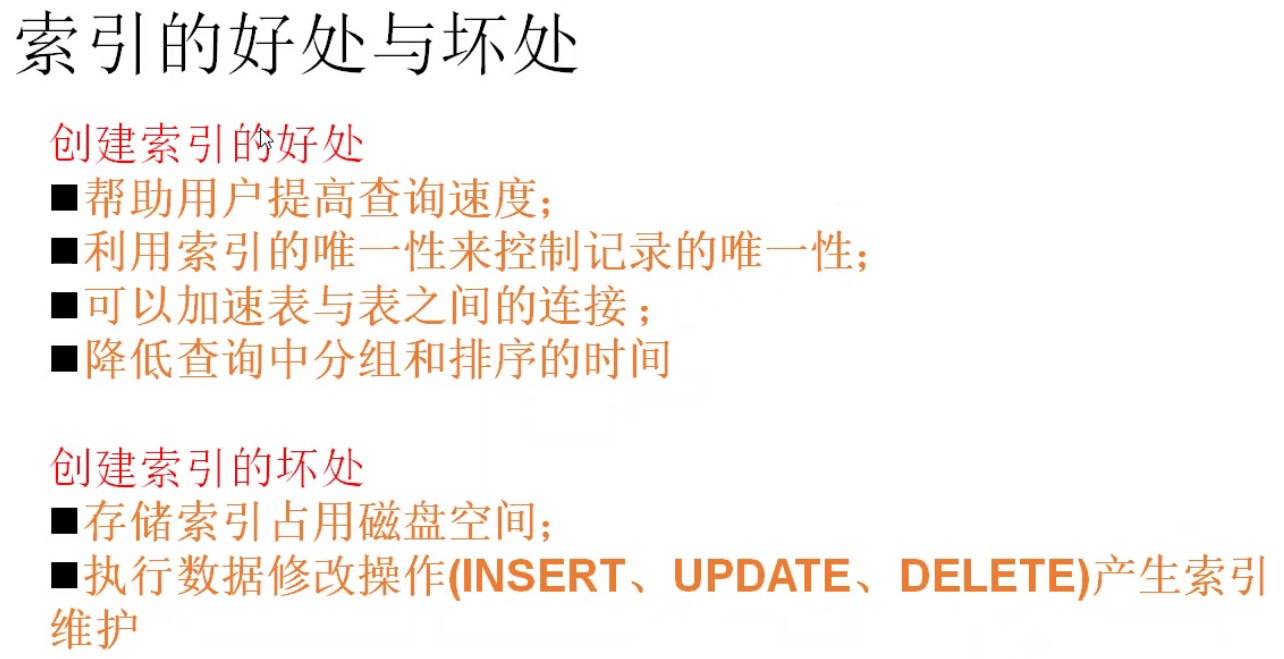 索引的好处与坏处
创建索引的好处
■帮助用户提高查询速度；
■利用索引的唯一性来控制记录的唯一性；
■可以加速表与表之间的连接；
■降低查询中分组和排序的时间
创建索引的坏处
■存储索引占用磁盘空间；
■执行数据修改操作(INSERT、UPDATE、DELETE)产生索引
维护